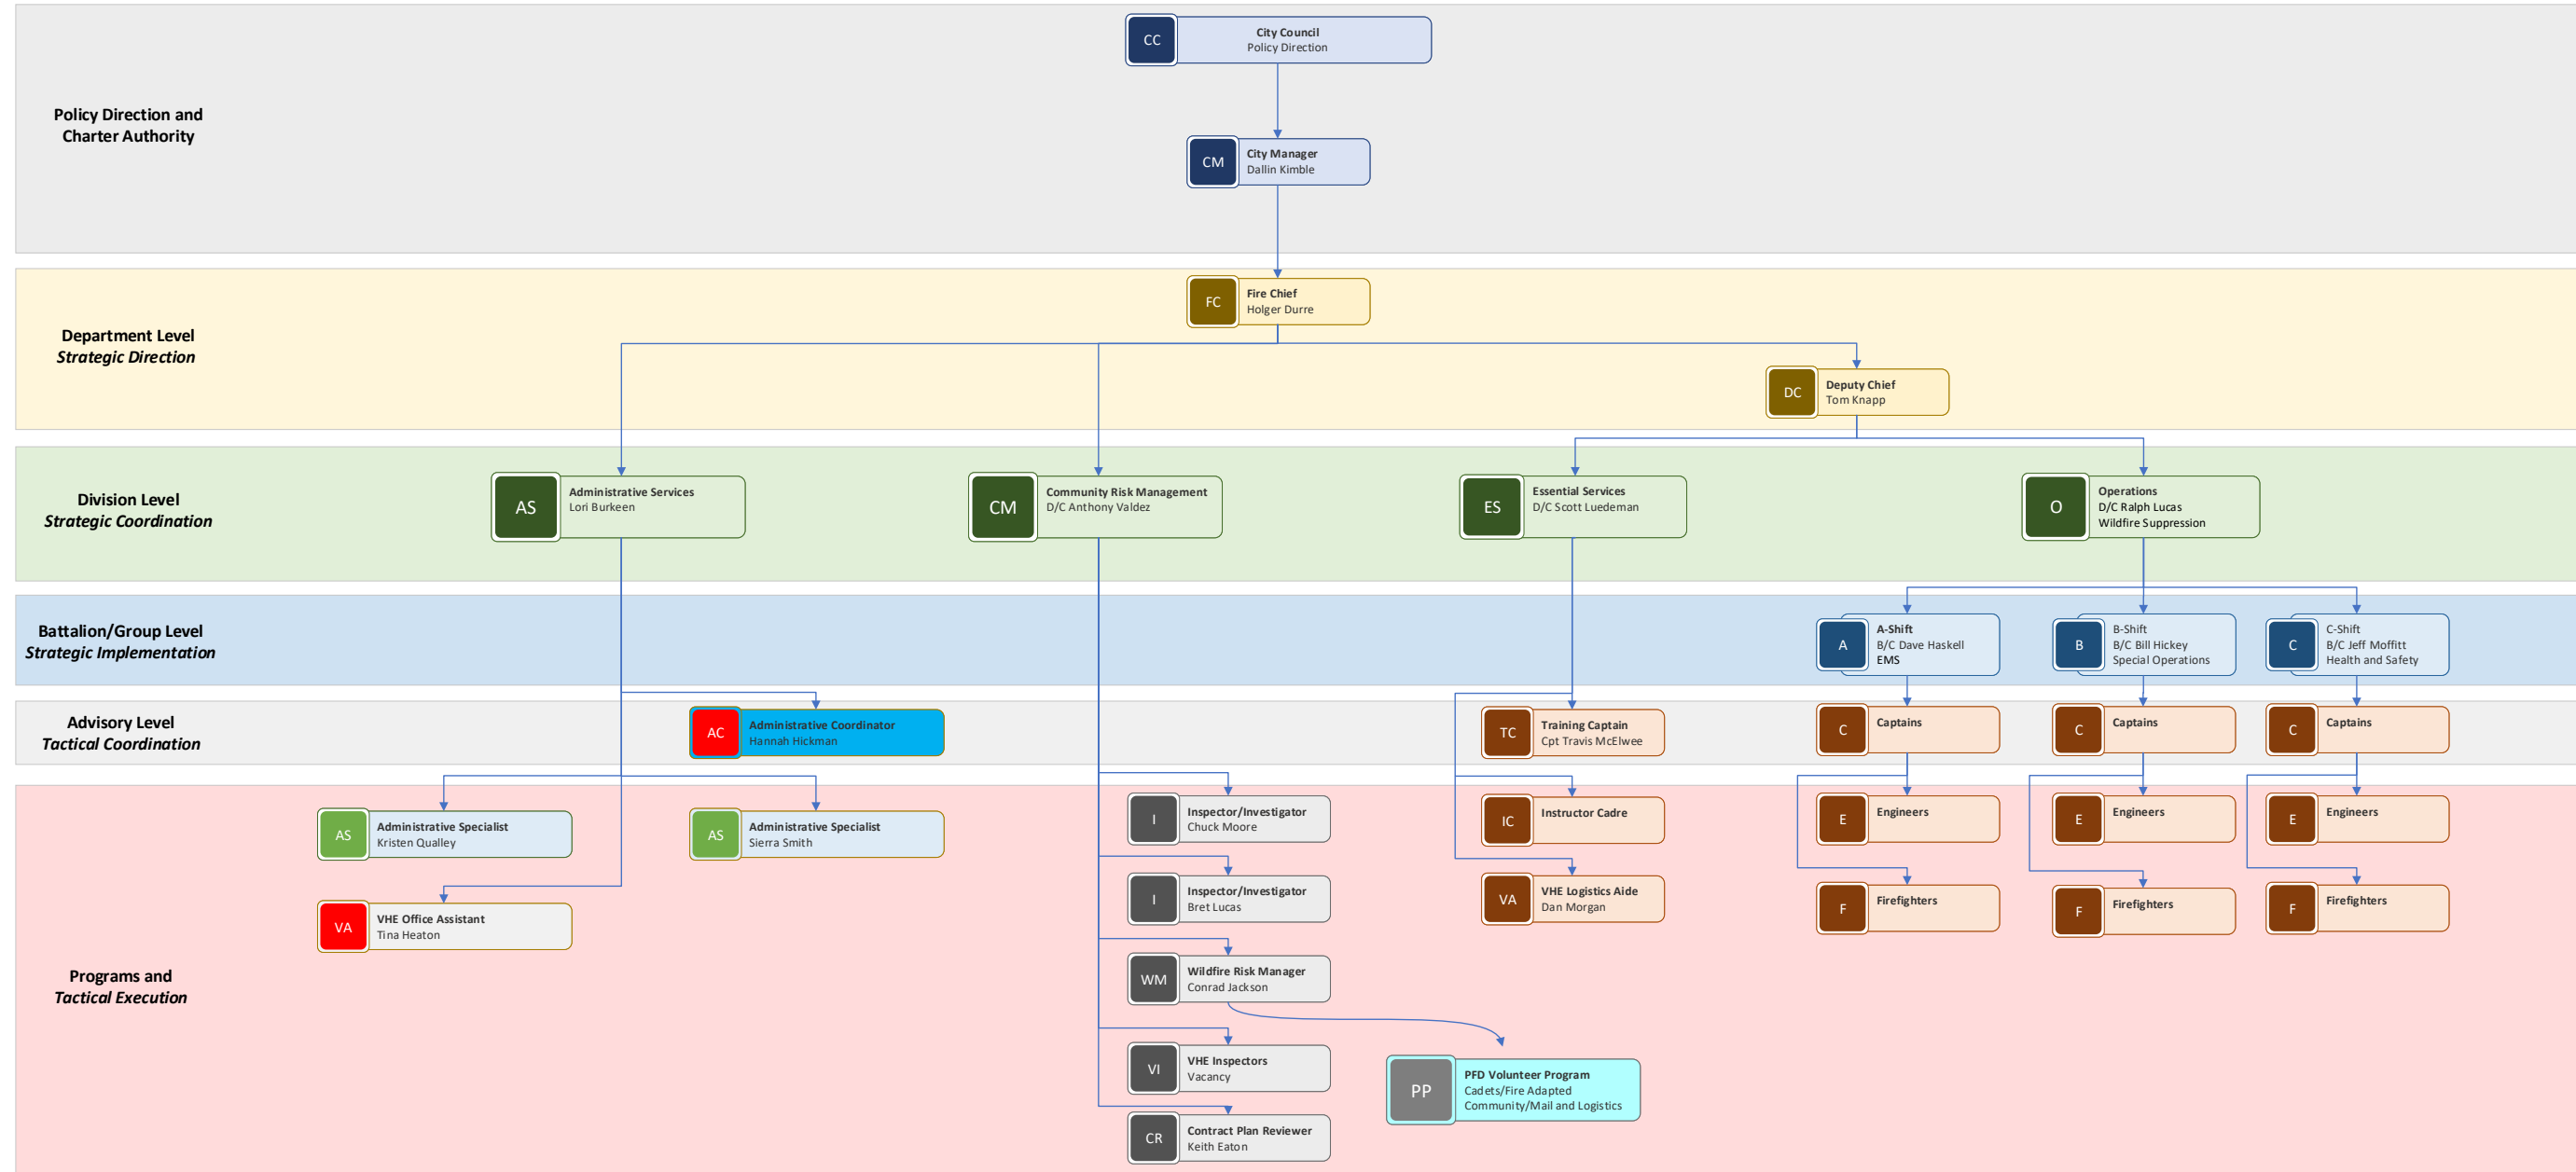 CC
City Council
Policy Direction
Policy Direction and
Charter Authority
CM
City Manager
Dallin Kimble
FC
Fire Chief
Holger Durre
Department Level
Strategic Direction
DC
Deputy Chief
Tom Knapp
Division Level
Strategic Coordination
AS
Administrative Services
Lori Burkeen
CM
Community Risk Management
D/C Anthony Valdez
ES
Essential Services
D/C Scott Luedeman
O
Operations
D/C Ralph Lucas
Wildfire Suppression
Battalion/Group Level
Strategic Implementation
A
A-Shift
B/C Dave Haskell
EMS
B
B-Shift
B/C Bill Hickey
Special Operations
C
C-Shift
B/C Jeff Moffitt
Health and Safety
Advisory Level
Tactical Coordination
AC
Administrative Coordinator
Hannah Hickman
TC
Training Captain
Cpt Travis McElwee
C
Captains
C
Captains
C
Captains
AS
Administrative Specialist
Kristen Qualley
AS
Administrative Specialist
Sierra Smith
I
Inspector/Investigator
Chuck Moore
IC
Instructor Cadre
E
Engineers
E
Engineers
E
Engineers
VA
VHE Office Assistant
Tina Heaton
I
Inspector/Investigator
Bret Lucas
VA
VHE Logistics Aide
Dan Morgan
F
Firefighters
F
Firefighters
F
Firefighters
Programs and
Tactical Execution
WM
Wildfire Risk Manager
Conrad Jackson
VI
VHE Inspectors
Vacancy
PP
PFD Volunteer Program
Cadets/Fire Adapted
Community/Mail and Logistics
CR
Contract Plan Reviewer
Keith Eaton